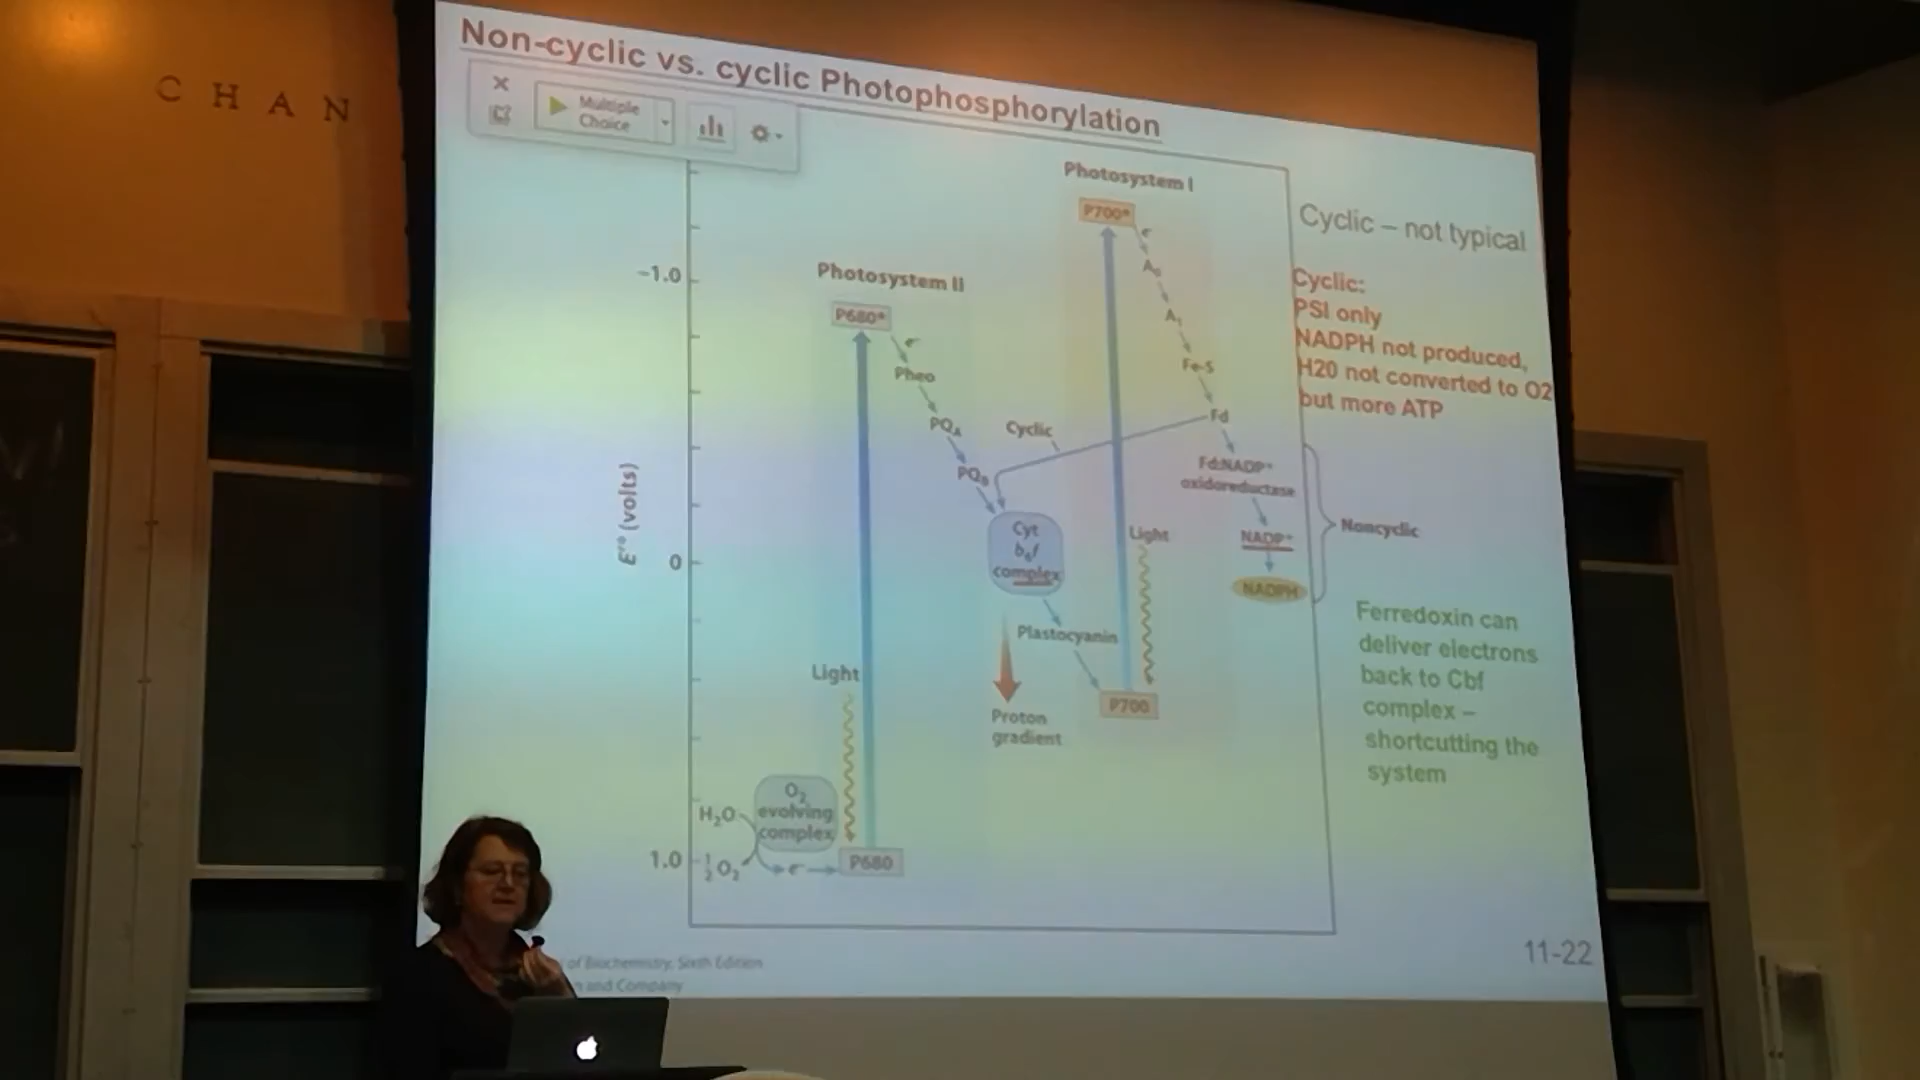 CHAN
Non-cyclic vs. cyclic Photophosphorylation
Multiple
Choice
Photosystem I
P700*
e⁻
A₀
A₁
Fe-S
Fd
Cyclic – not typical
Cyclic:
PSI only
NADPH not produced,
H20 not converted to O2
but more ATP
Photosystem II
P680*
e⁻
Pheo
PQ_A
PQ_B
Cyclic
-1.0
0
1.0
E'° (volts)
Fd:NADP⁺
oxidoreductase
NADP⁺
NADPH
Noncyclic
Cyt
b₆f
complex
Light
Plastocyanin
P700
Proton
gradient
Light
H₂O
O₂
evolving
complex
½ O₂
e⁻
P680
Ferredoxin can
deliver electrons
back to Cbf
complex –
shortcutting the
system
11-22
of Biochemistry, Sixth Edition
and Company